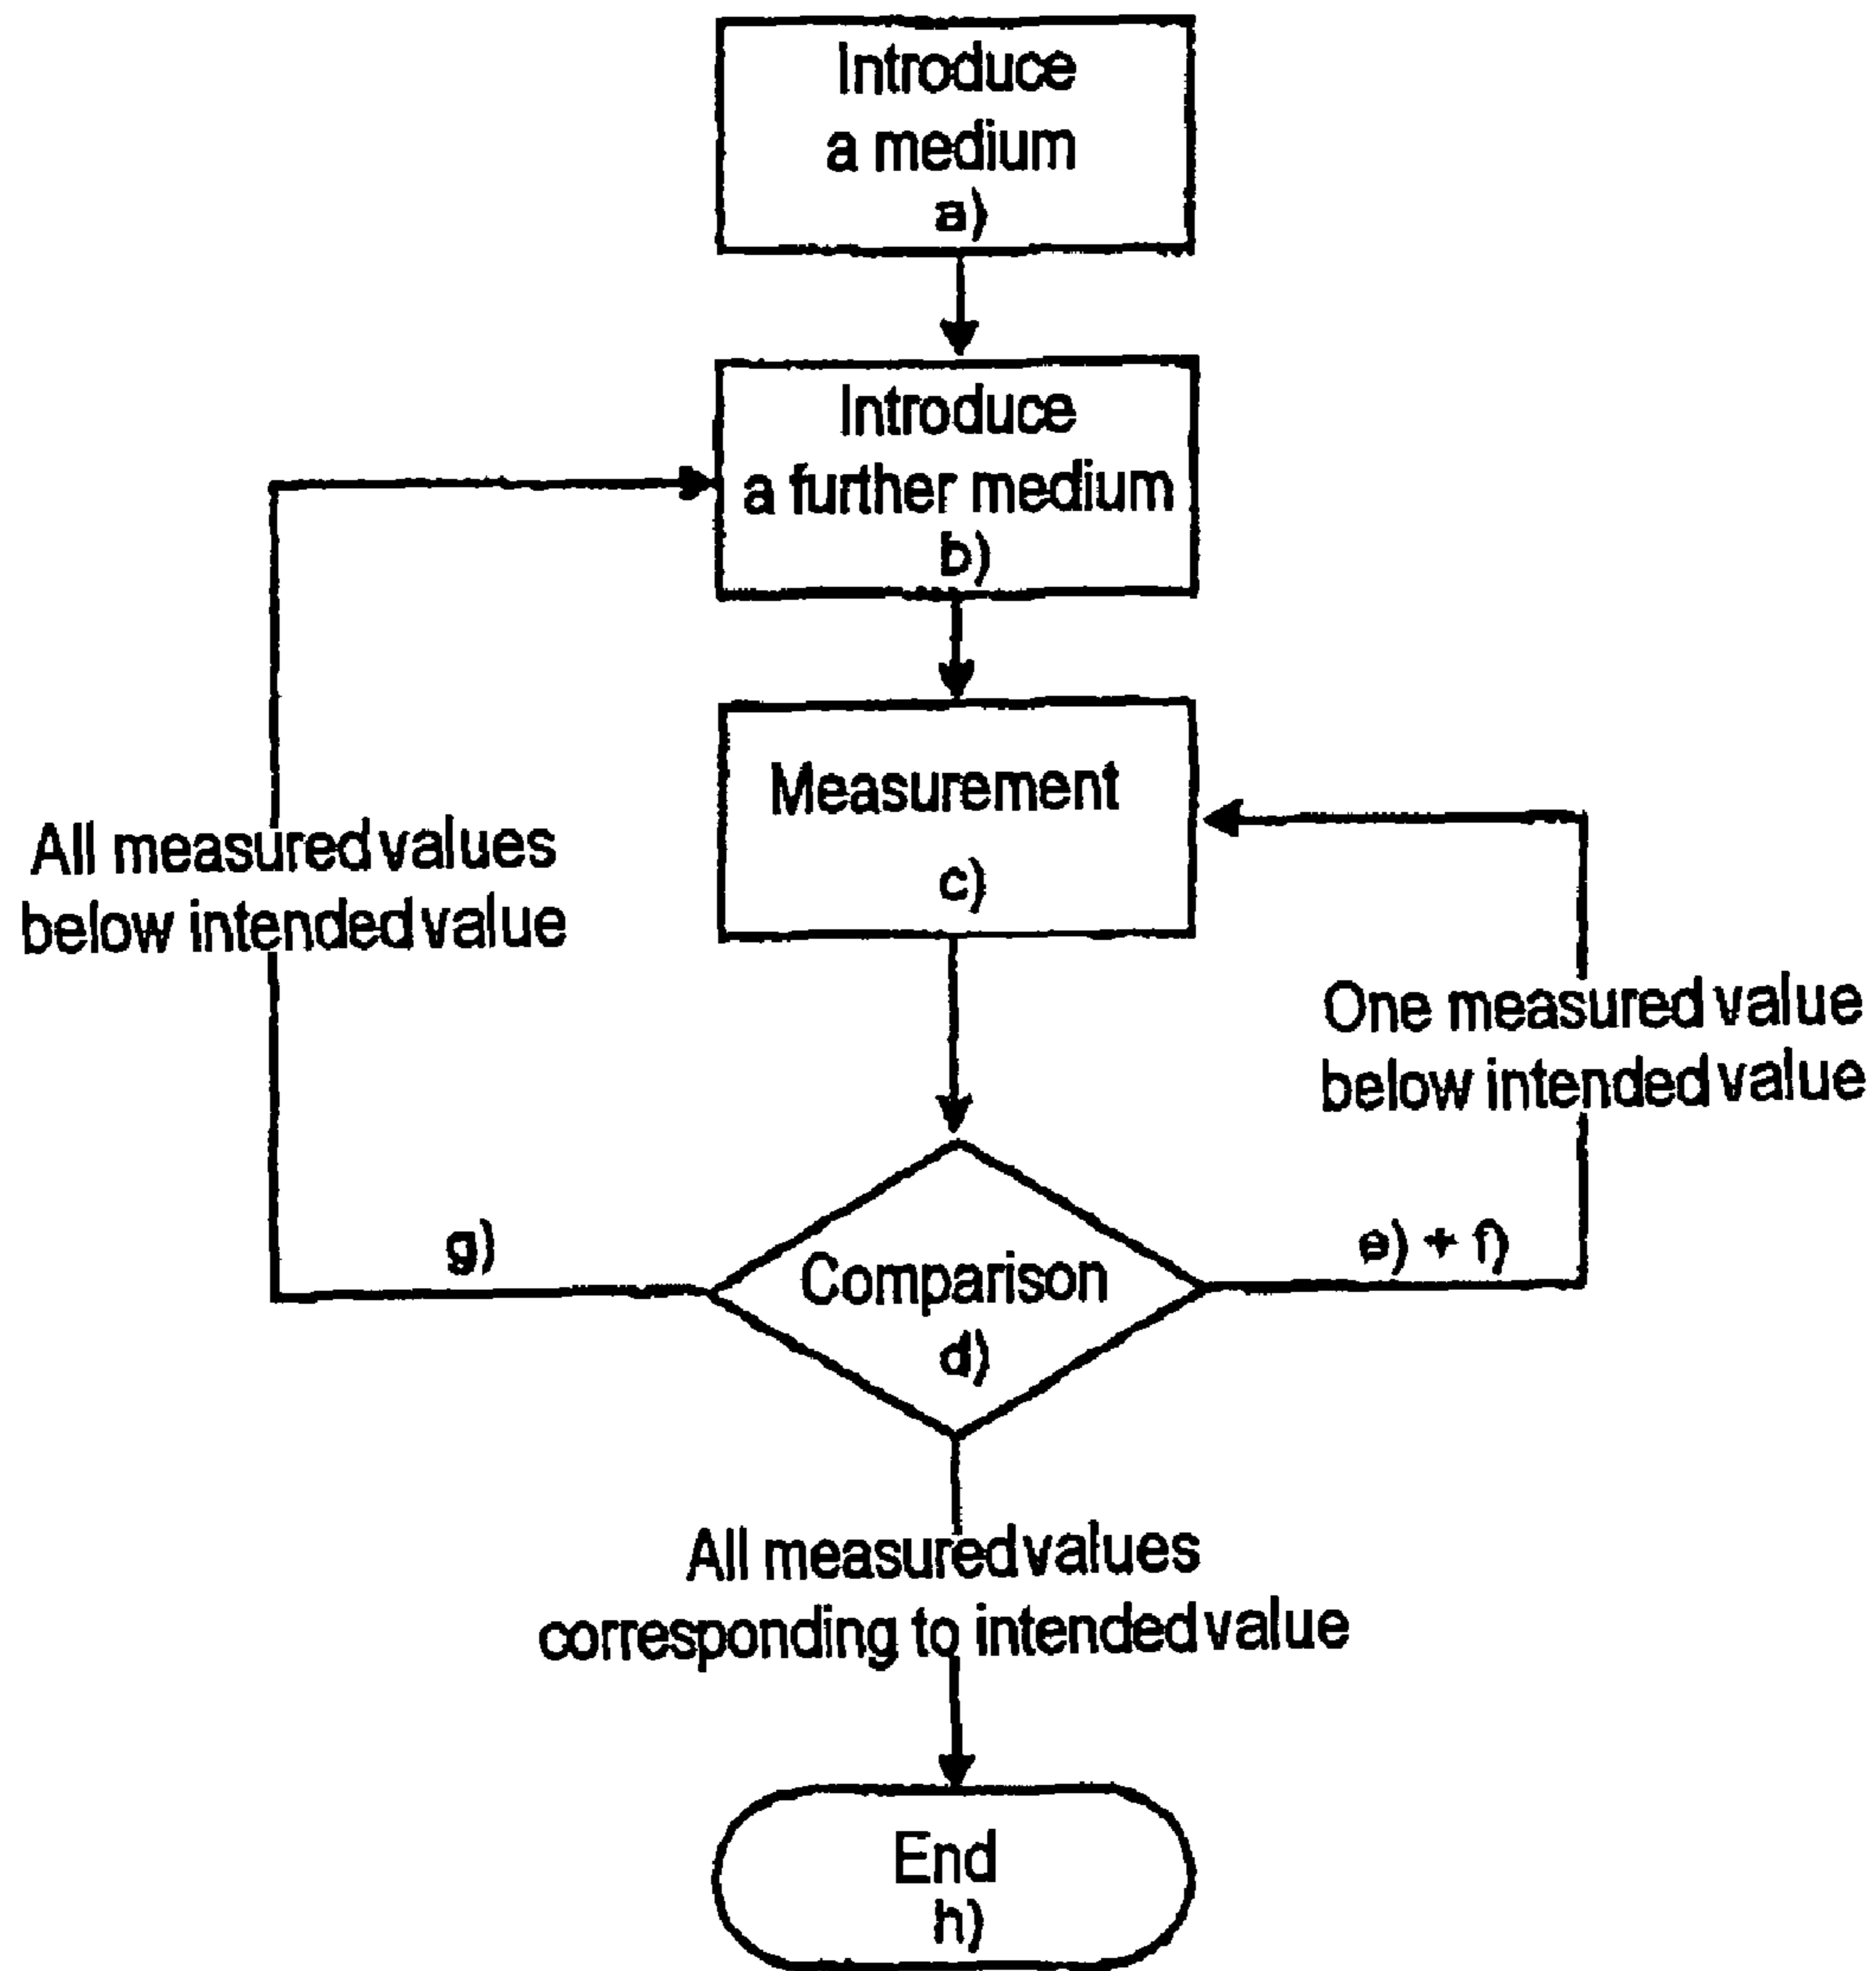 Introduce
a medium
a)
Introduce
a further medium
b)
Measurement
c)
All measured values
below intended value
One measured value
below intended value
g)
Comparison
d)
e) + f)
All measured values
corresponding to intended value
End
h)